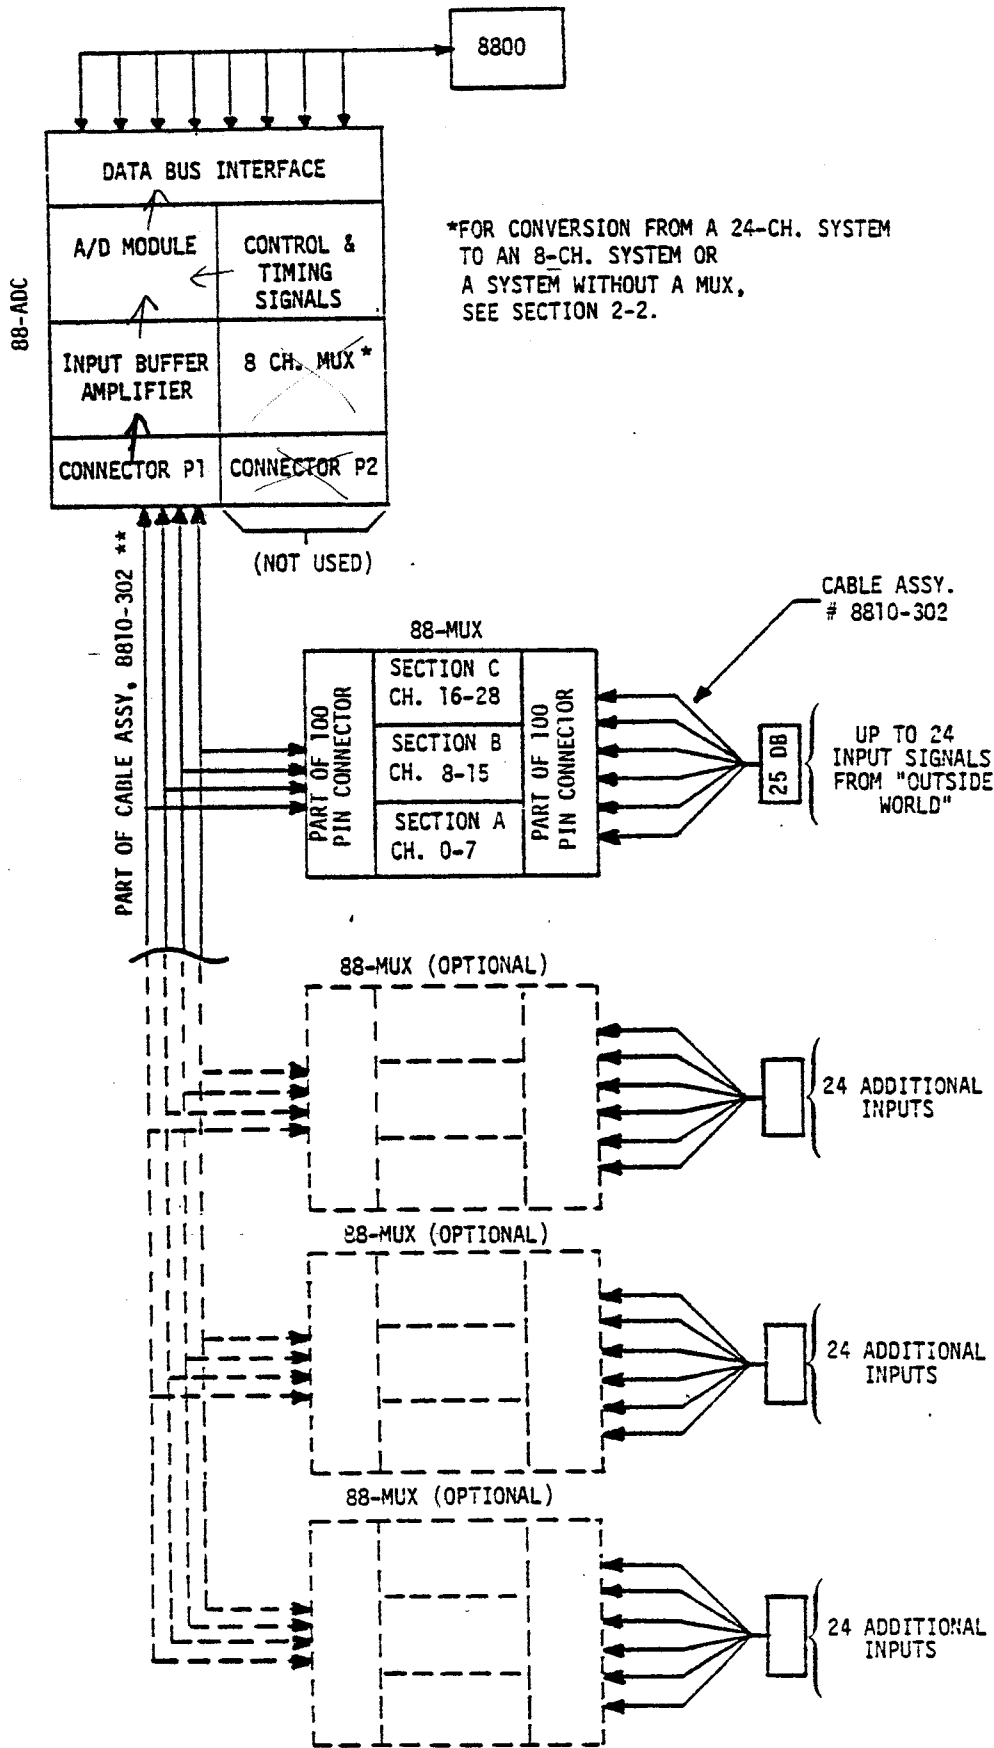 8800
DATA BUS INTERFACE
A/D MODULE
CONTROL &
TIMING
SIGNALS
88-ADC
INPUT BUFFER
AMPLIFIER
8 CH. MUX*
CONNECTOR P1
CONNECTOR P2
(NOT USED)
*FOR CONVERSION FROM A 24-CH. SYSTEM
TO AN 8-CH. SYSTEM OR
A SYSTEM WITHOUT A MUX,
SEE SECTION 2-2.
PART OF CABLE ASSY, 8810-302 **
CABLE ASSY.
# 8810-302
88-MUX
PART OF 100
PIN CONNECTOR
SECTION C
CH. 16-28
SECTION B
CH. 8-15
SECTION A
CH. 0-7
PART OF 100
PIN CONNECTOR
25 DB
UP TO 24
INPUT SIGNALS
FROM "OUTSIDE
WORLD"
88-MUX (OPTIONAL)
24 ADDITIONAL
INPUTS
88-MUX (OPTIONAL)
24 ADDITIONAL
INPUTS
88-MUX (OPTIONAL)
24 ADDITIONAL
INPUTS